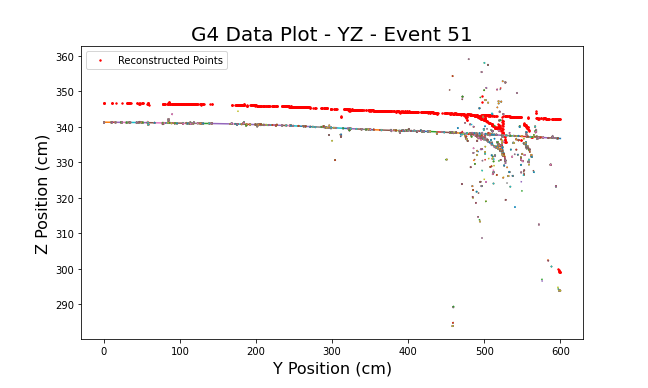 G4 Data Plot - YZ - Event 51
Reconstructed Points
Z Position (cm)
360
350
340
330
320
310
300
290
0 100 200 300 400 500 600
Y Position (cm)